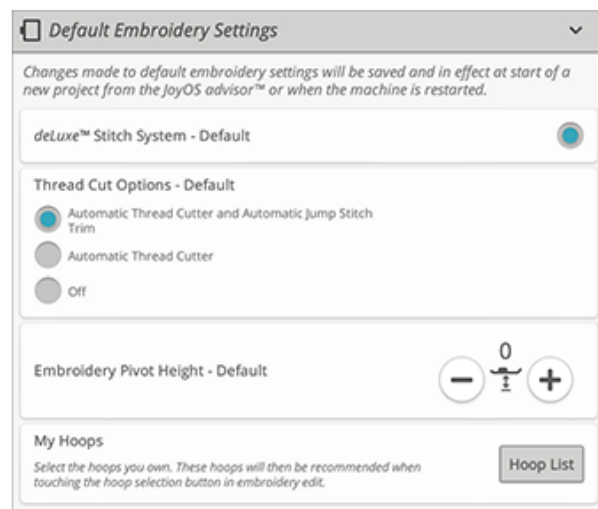 Default Embroidery Settings
Changes made to default embroidery settings will be saved and in effect at start of a
new project from the JoyOS advisor™ or when the machine is restarted.
deLuxe™ Stitch System - Default
Thread Cut Options - Default
Automatic Thread Cutter and Automatic Jump Stitch
Trim
Automatic Thread Cutter
Off
0
Embroidery Pivot Height - Default
My Hoops
Select the hoops you own. These hoops will then be recommended when
touching the hoop selection button in embroidery edit.
Hoop List